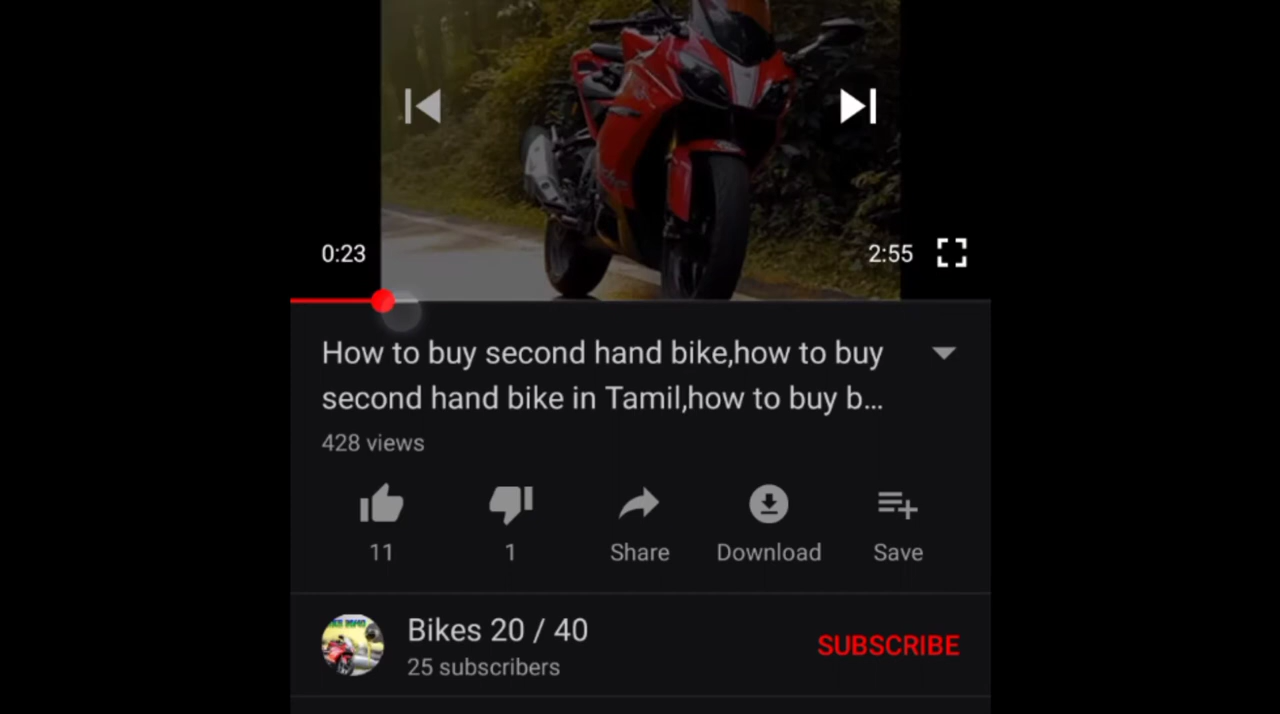 0:23
2:55
How to buy second hand bike,how to buy
second hand bike in Tamil,how to buy b...
428 views
11
1
Share
Download
Save
Bikes 20 / 40
25 subscribers
SUBSCRIBE